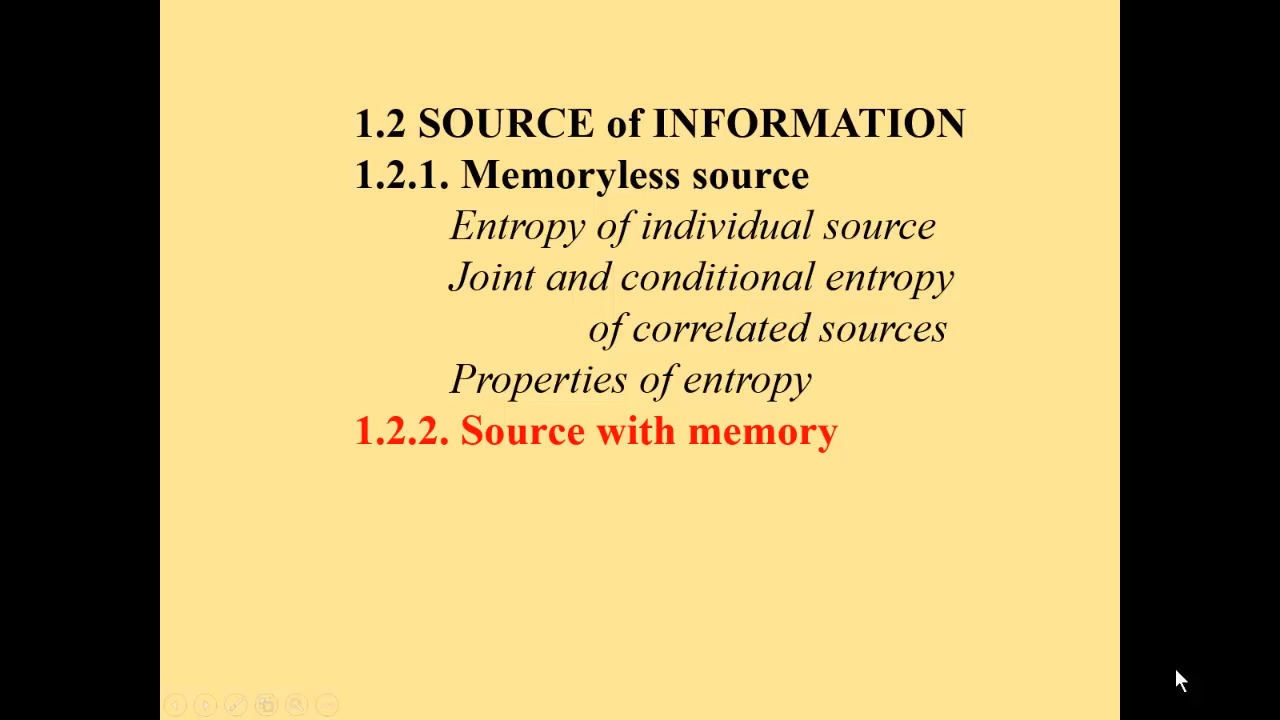 1.2 SOURCE of INFORMATION
1.2.1. Memoryless source
Entropy of individual source
Joint and conditional entropy
of correlated sources
Properties of entropy
1.2.2. Source with memory